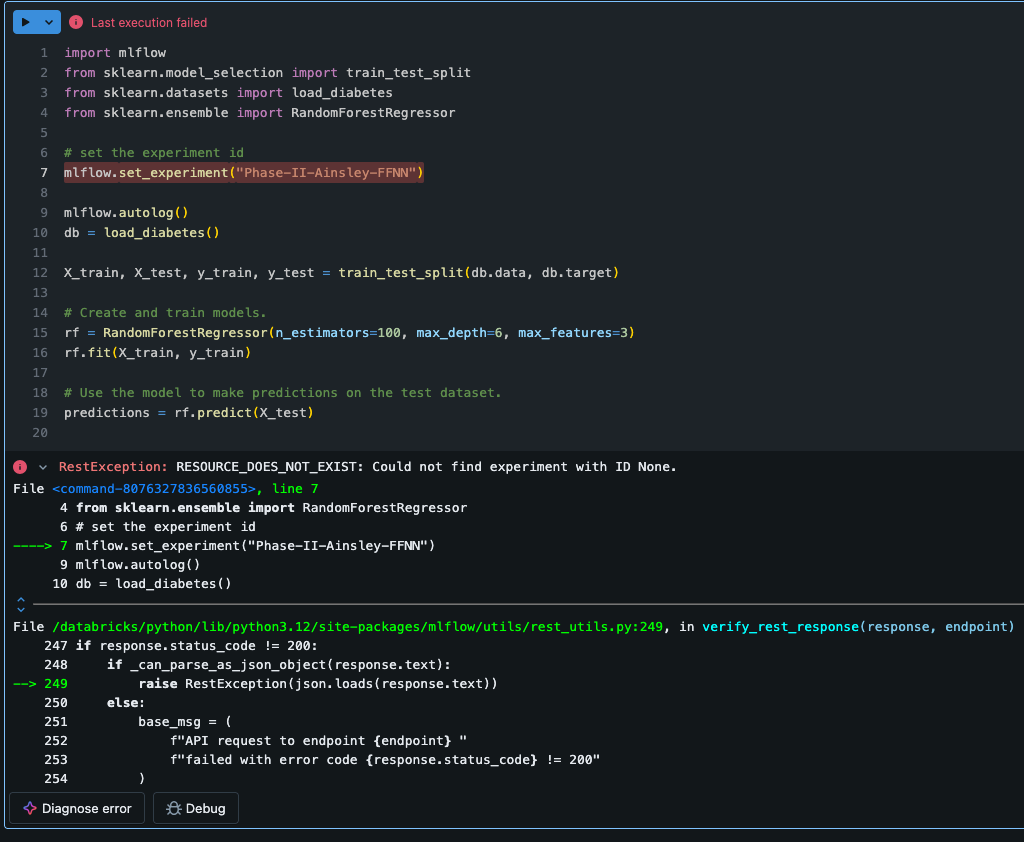 Last execution failed
1 import mlflow
2 from sklearn.model_selection import train_test_split
3 from sklearn.datasets import load_diabetes
4 from sklearn.ensemble import RandomForestRegressor
5
6 # set the experiment id
7 mlflow.set_experiment("Phase-II-Ainsley-FFNN")
8
9 mlflow.autolog()
10 db = load_diabetes()
11
12 X_train, X_test, y_train, y_test = train_test_split(db.data, db.target)
13
14 # Create and train models.
15 rf = RandomForestRegressor(n_estimators=100, max_depth=6, max_features=3)
16 rf.fit(X_train, y_train)
17
18 # Use the model to make predictions on the test dataset.
19 predictions = rf.predict(X_test)
20
RestException: RESOURCE_DOES_NOT_EXIST: Could not find experiment with ID None.
File <command-8076327836560855>, line 7
4 from sklearn.ensemble import RandomForestRegressor
6 # set the experiment id
----> 7 mlflow.set_experiment("Phase-II-Ainsley-FFNN")
9 mlflow.autolog()
10 db = load_diabetes()
File /databricks/python/lib/python3.12/site-packages/mlflow/utils/rest_utils.py:249, in verify_rest_response(response, endpoint)
247 if response.status_code != 200:
248     if _can_parse_as_json_object(response.text):
--> 249         raise RestException(json.loads(response.text))
250     else:
251         base_msg = (
252             f"API request to endpoint {endpoint} "
253             f"failed with error code {response.status_code} != 200"
254         )
Diagnose error
Debug